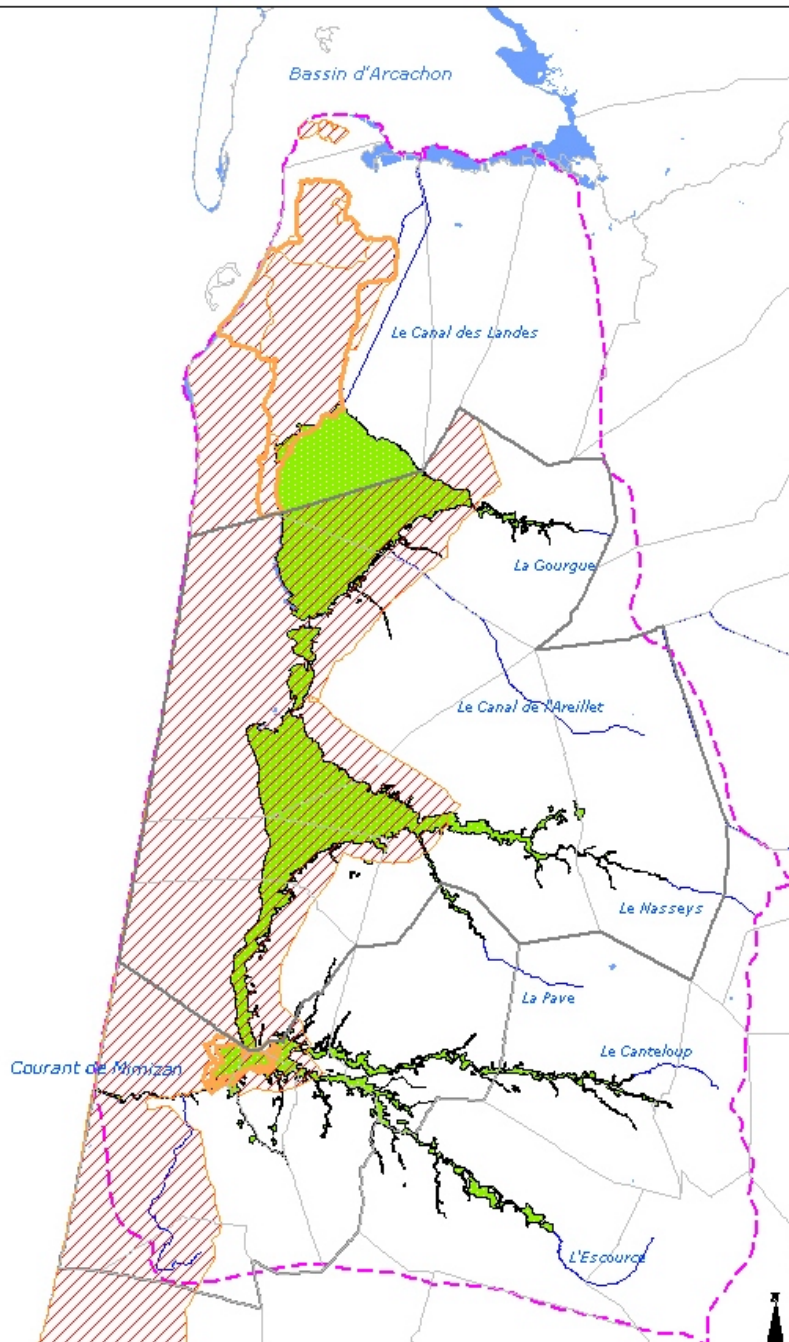 Bassin d'Arcachon
Le Canal des Landes
La Gourgue
Le Canal de l'Areillet
Le Nasseys
La Pave
Le Canteloup
Courant de Mimizan
L'Escource
N